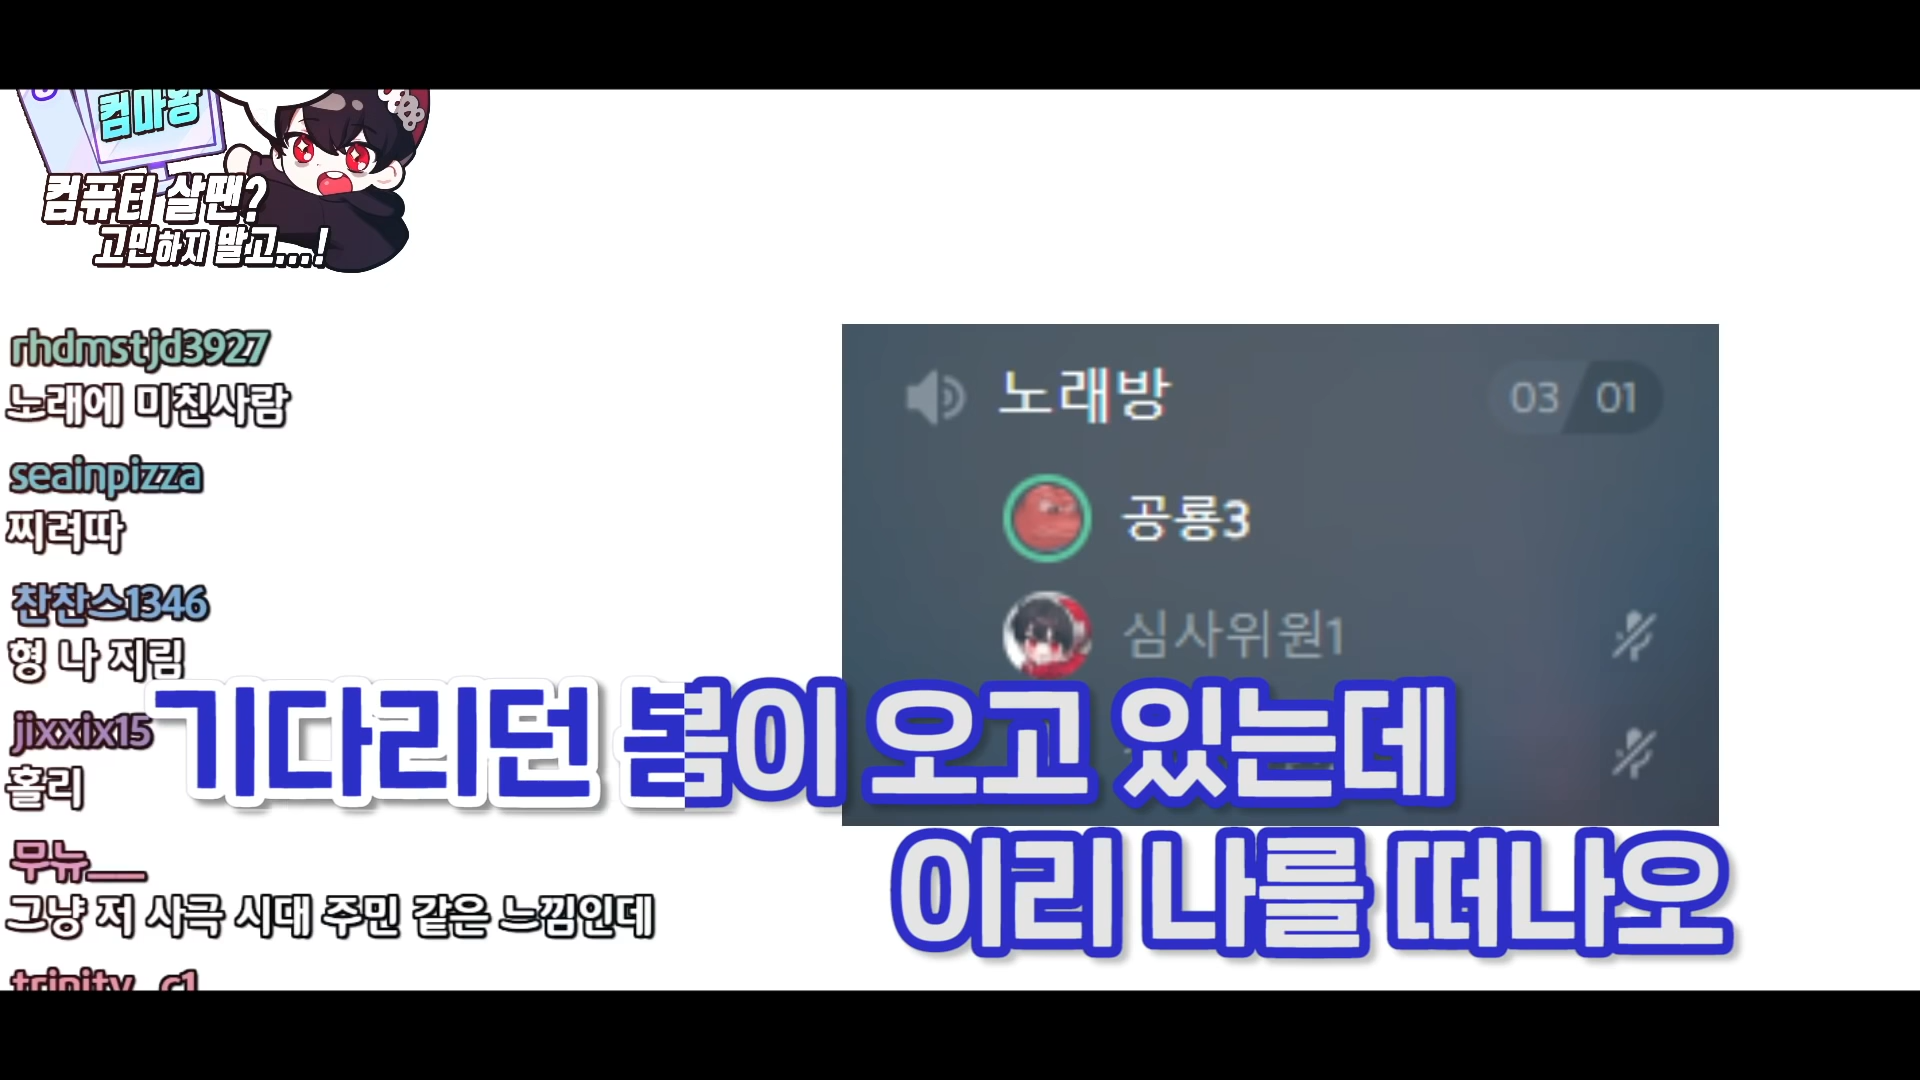 컴마왕
컴퓨터 살땐?
고민하지 말고...!
rhdmstjd3927
노래에 미친사람
seainpizza
찌려따
찬찬스1346
형 나 지림
jixxix15
홀리
무뉴__
그냥 저 사극 시대 주민 같은 느낌인데
노래방
03 01
공룡3
심사위원1
기다리던 봄이 오고 있는데
이리 나를 떠나오